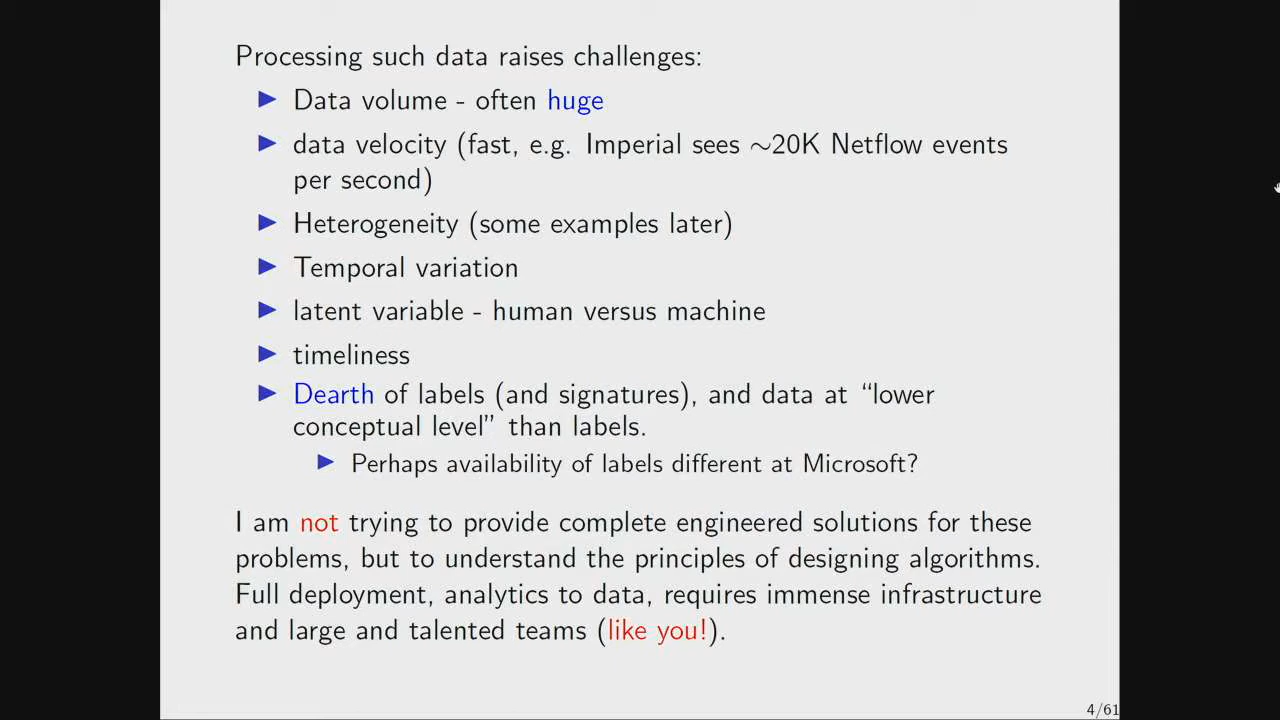 Processing such data raises challenges:
Data volume - often huge
data velocity (fast, e.g. Imperial sees ∼20K Netflow events
per second)
Heterogeneity (some examples later)
Temporal variation
latent variable - human versus machine
timeliness
Dearth of labels (and signatures), and data at “lower
conceptual level” than labels.
Perhaps availability of labels different at Microsoft?
I am not trying to provide complete engineered solutions for these
problems, but to understand the principles of designing algorithms.
Full deployment, analytics to data, requires immense infrastructure
and large and talented teams (like you!).
4/61